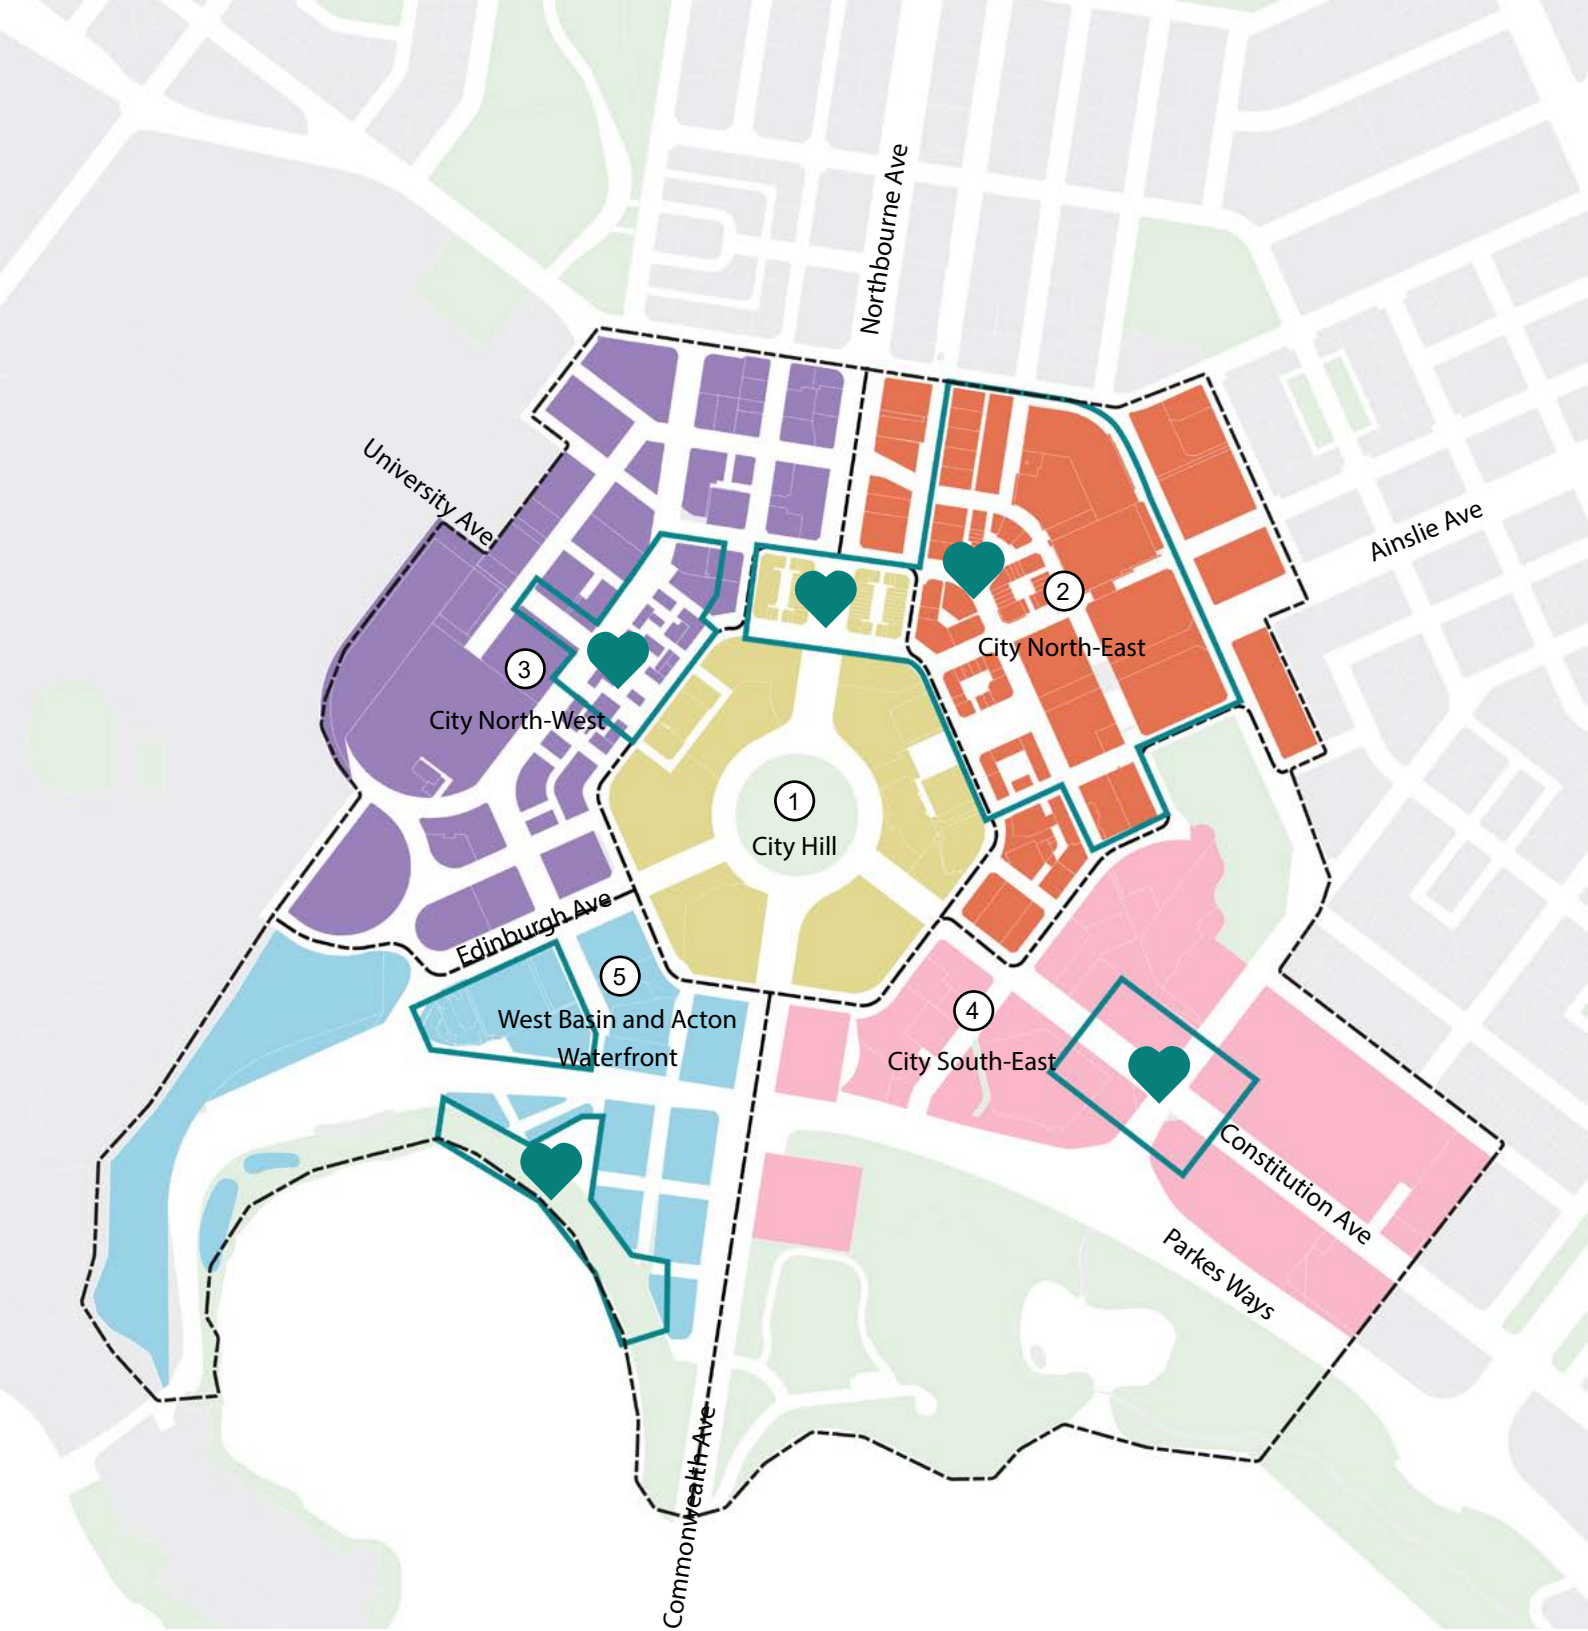 Northbourne Ave
University Ave
Ainslie Ave
2
City North-East
3
City North-West
1
City Hill
Edinburgh Ave
5
West Basin and Acton
Waterfront
4
City South-East
Constitution Ave
Parkes Ways
Commonwealth Ave